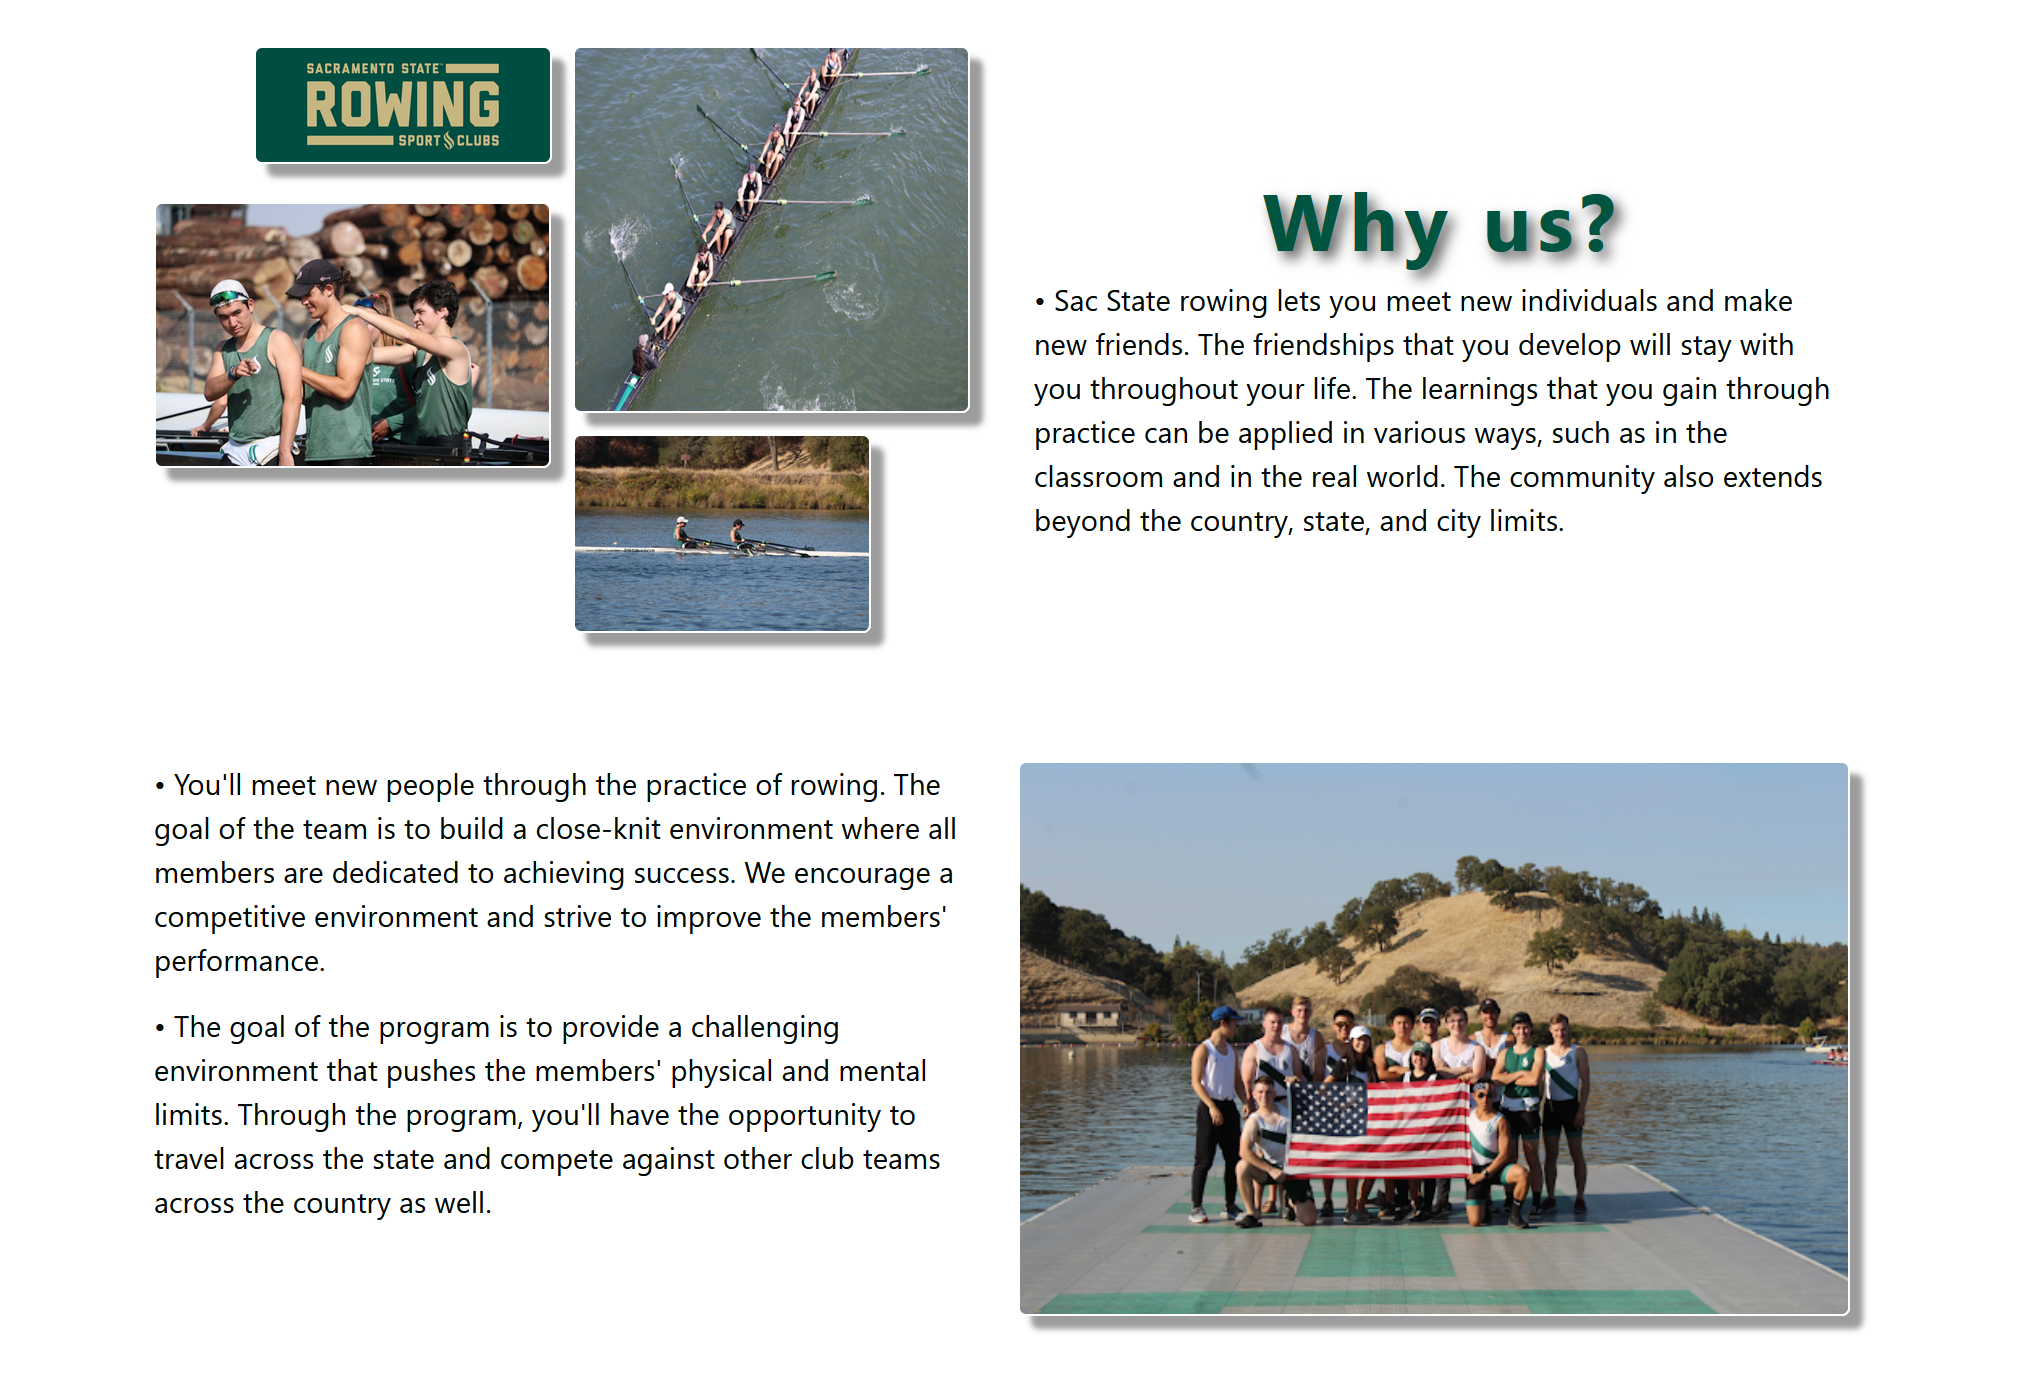 SACRAMENTO STATE
ROWING
SPORT CLUBS
Why us?
• Sac State rowing lets you meet new individuals and make
new friends. The friendships that you develop will stay with
you throughout your life. The learnings that you gain through
practice can be applied in various ways, such as in the
classroom and in the real world. The community also extends
beyond the country, state, and city limits.
• You'll meet new people through the practice of rowing. The
goal of the team is to build a close-knit environment where all
members are dedicated to achieving success. We encourage a
competitive environment and strive to improve the members'
performance.
• The goal of the program is to provide a challenging
environment that pushes the members' physical and mental
limits. Through the program, you'll have the opportunity to
travel across the state and compete against other club teams
across the country as well.